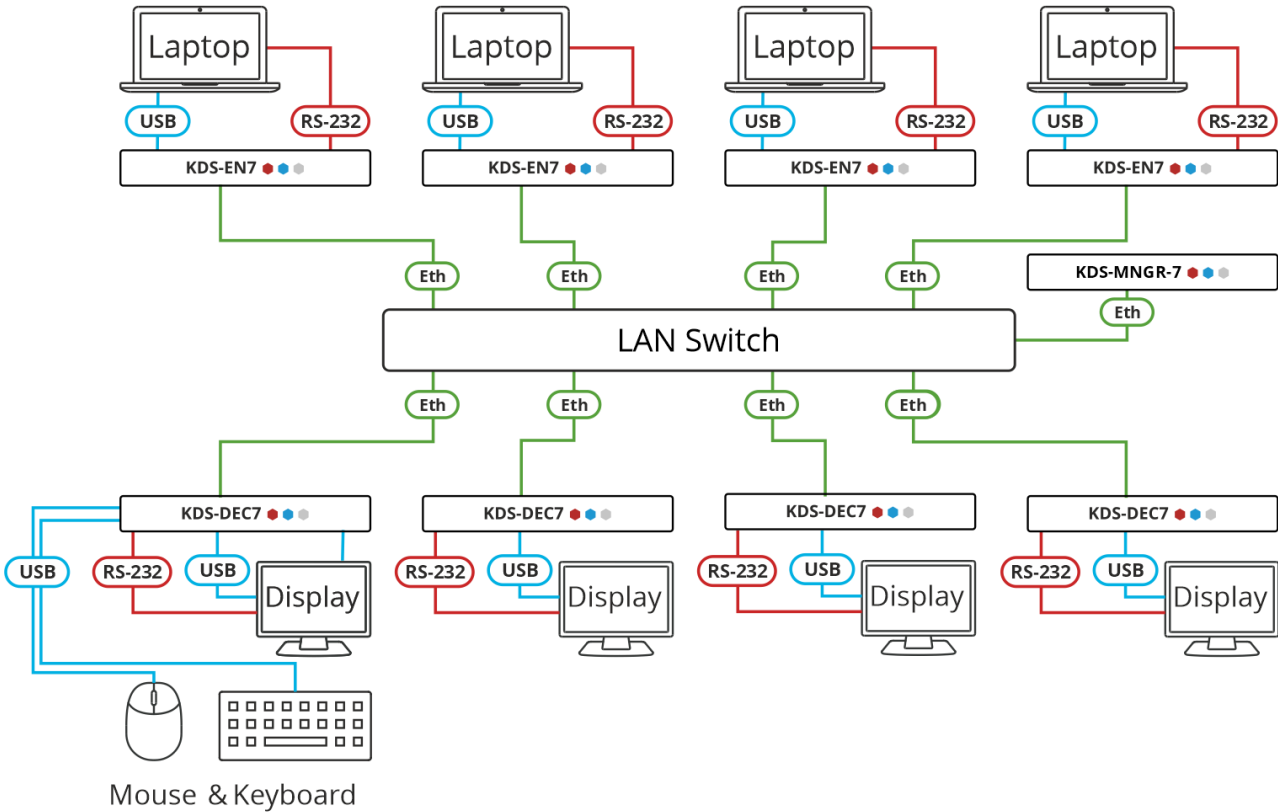 Laptop
Laptop
Laptop
Laptop
USB
RS-232
USB
RS-232
USB
RS-232
USB
RS-232
KDS-EN7
KDS-EN7
KDS-EN7
KDS-EN7
Eth
Eth
Eth
Eth
KDS-MNGR-7
Eth
LAN Switch
Eth
Eth
Eth
Eth
KDS-DEC7
KDS-DEC7
KDS-DEC7
KDS-DEC7
USB
RS-232
USB
RS-232
USB
RS-232
USB
RS-232
USB
Display
Display
Display
Display
Mouse & Keyboard